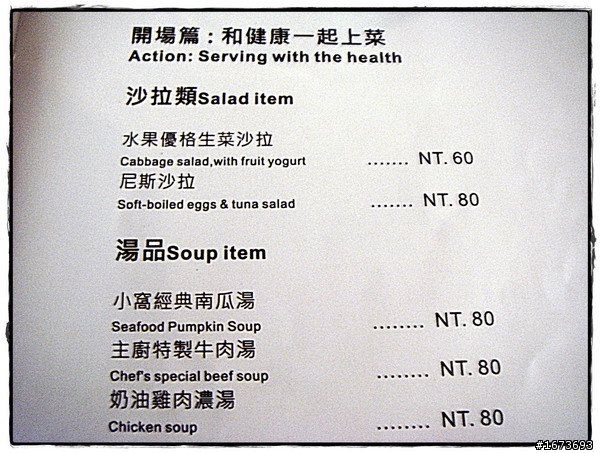 開場篇：和健康一起上菜
Action: Serving with the health
沙拉類Salad item
水果優格生菜沙拉
Cabbage salad,with fruit yogurt ....... NT. 60
尼斯沙拉
Soft-boiled eggs & tuna salad ....... NT. 80
湯品Soup item
小窩經典南瓜湯
Seafood Pumpkin Soup ........ NT. 80
主廚特製牛肉湯
Chef's special beef soup ........ NT. 80
奶油雞肉濃湯
Chicken soup ........ NT. 80
#1673693